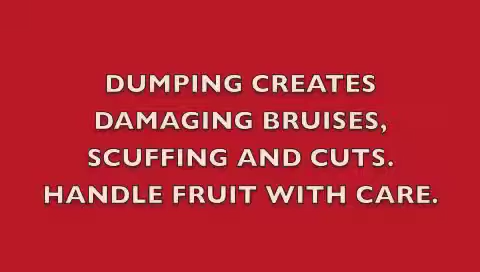 DUMPING CREATES
DAMAGING BRUISES,
SCUFFING AND CUTS.
HANDLE FRUIT WITH CARE.